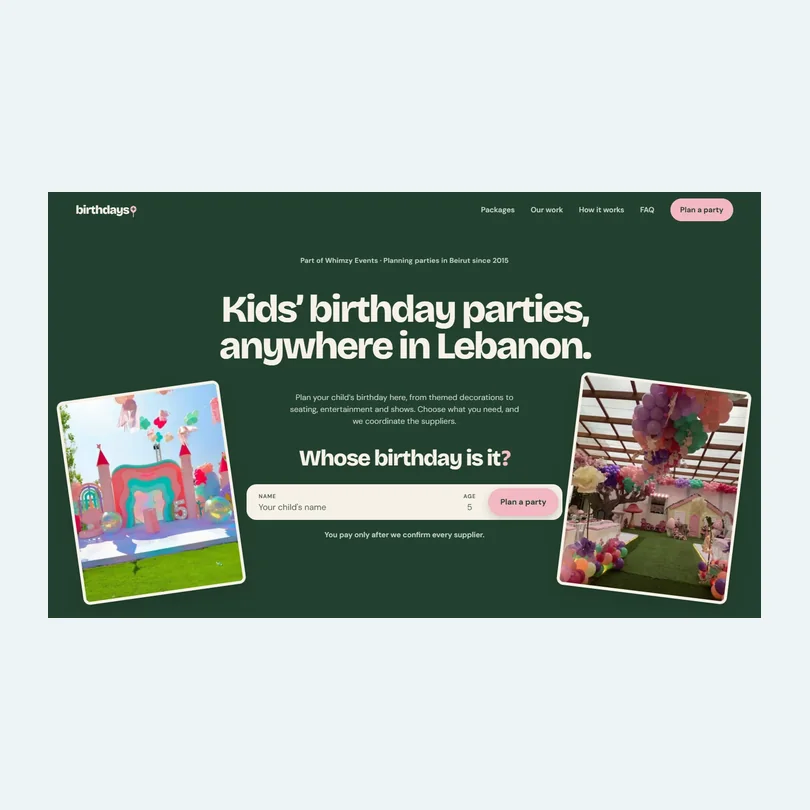 birthdays
Packages
Our work
How it works
FAQ
Plan a party
Part of Whimzy Events · Planning parties in Beirut since 2015
Kids’ birthday parties,
anywhere in Lebanon.
Plan your child's birthday here, from themed decorations to
seating, entertainment and shows. Choose what you need, and
we coordinate the suppliers.
Whose birthday is it?
NAME
Your child's name
AGE
5
Plan a party
You pay only after we confirm every supplier.
5